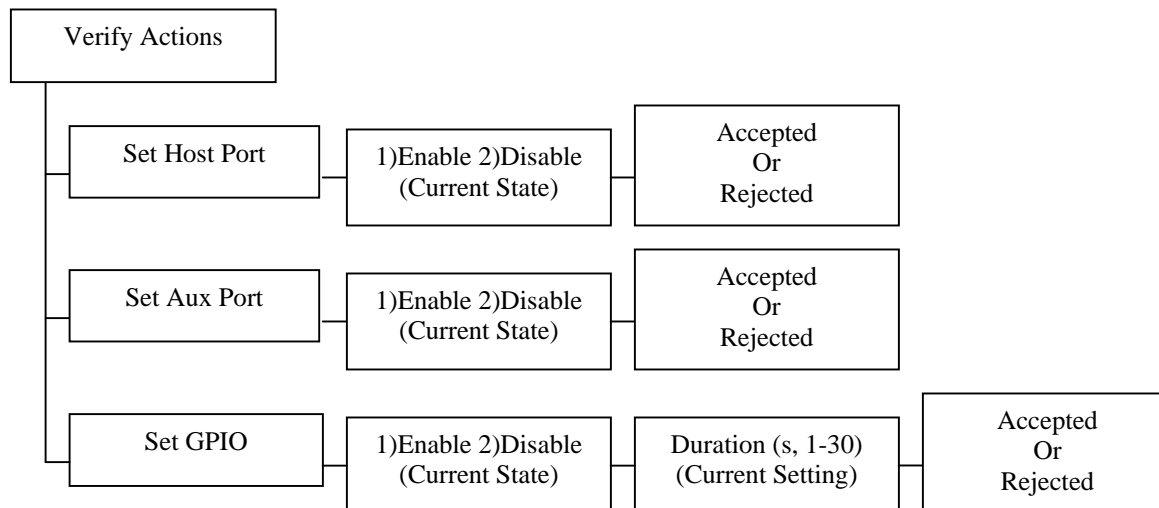 Verify Actions
Set Host Port
1)Enable 2)Disable
(Current State)
Accepted
Or
Rejected
Set Aux Port
1)Enable 2)Disable
(Current State)
Accepted
Or
Rejected
Set GPIO
1)Enable 2)Disable
(Current State)
Duration (s, 1-30)
(Current Setting)
Accepted
Or
Rejected